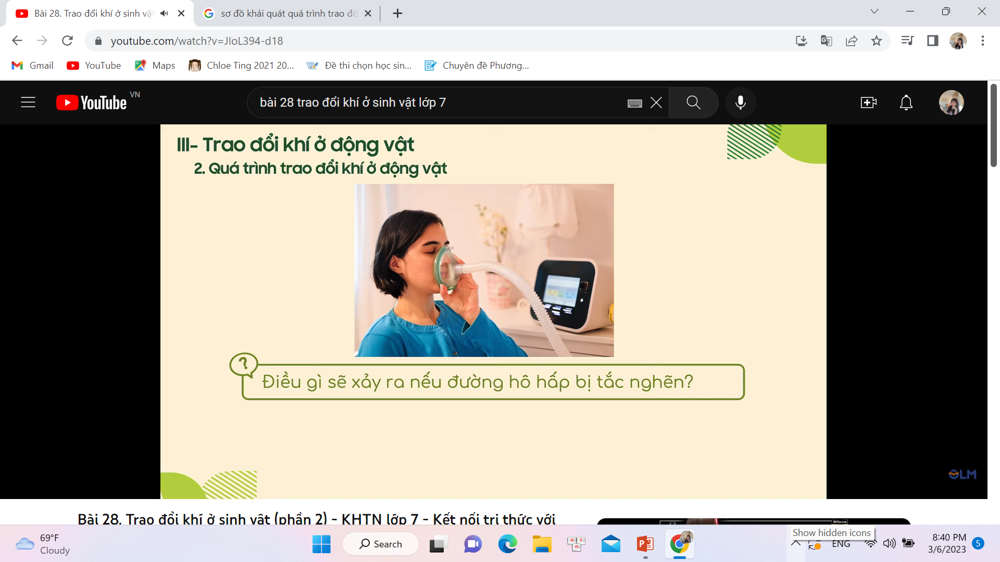 Bài 28. Trao đổi khí ở sinh vật
sơ đồ khái quát quá trình trao đổ
youtube.com/watch?v=JIoL394-d18
Gmail
YouTube
Maps
Chloe Ting 2021 20...
Đề thi chọn học sin...
Chuyên đề Phương...
YouTube VN
bài 28 trao đổi khí ở sinh vật lớp 7
III- Trao đổi khí ở động vật
2. Quá trình trao đổi khí ở động vật
?
Điều gì sẽ xảy ra nếu đường hô hấp bị tắc nghẽn?
OLM
Bài 28. Trao đổi khí ở sinh vật (phần 2) - KHTN lớp 7 - Kết nối tri thức với
TRESemmé
Show hidden icons
69°F
Cloudy
Search
ENG
8:40 PM
3/6/2023
5